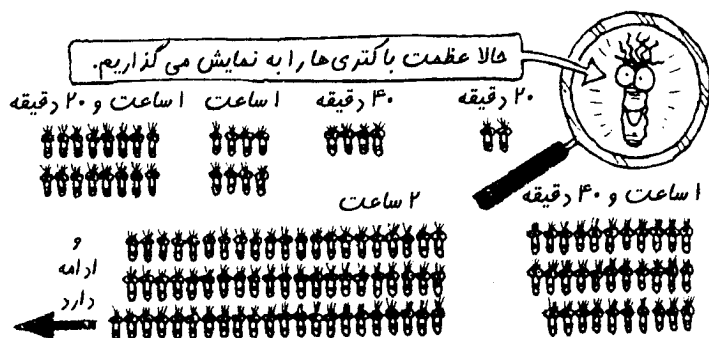 حالا عظمت باکتری‌ها را به نمایش می‌گذاریم.
۲۰ دقیقه
۴۰ دقیقه
۱ ساعت
۱ ساعت و ۲۰ دقیقه
۱ ساعت و ۴۰ دقیقه
۲ ساعت
و
ادامه
دارد